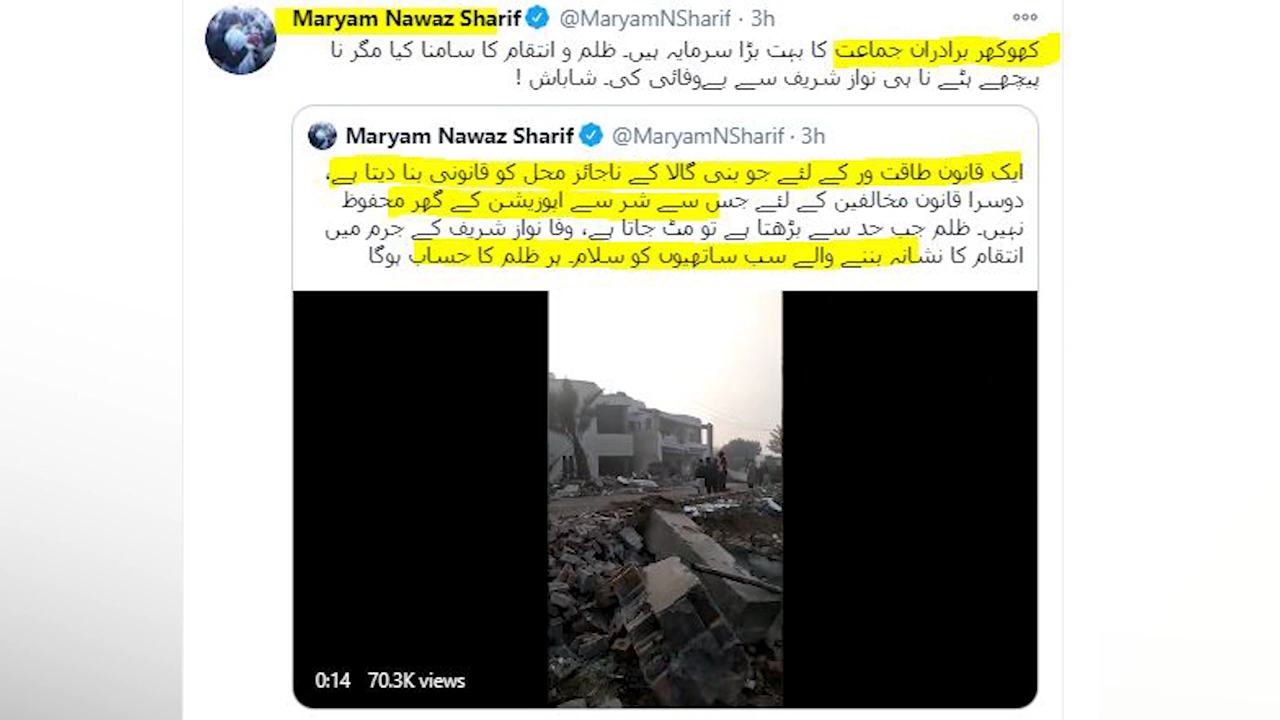 Maryam Nawaz Sharif @MaryamNSharif · 3h
کھوکھر برادران جماعت کا بہت بڑا سرمایہ ہیں۔ ظلم و انتقام کا سامنا کیا مگر نا
پیچھے ہٹے نا ہی نواز شریف سے بےوفائی کی۔ شاباش !
Maryam Nawaz Sharif @MaryamNSharif · 3h
ایک قانون طاقت ور کے لئے جو بنی گالا کے ناجائز محل کو قانونی بنا دیتا ہے،
دوسرا قانون مخالفین کے لئے جس سے شر سے اپوزیشن کے گھر محفوظ
نہیں۔ ظلم جب حد سے بڑھتا ہے تو مٹ جاتا ہے، وفا نواز شریف کے جرم میں
انتقام کا نشانہ بننے والے سب ساتھیوں کو سلام۔ ہر ظلم کا حساب ہوگا
0:14 70.3K views